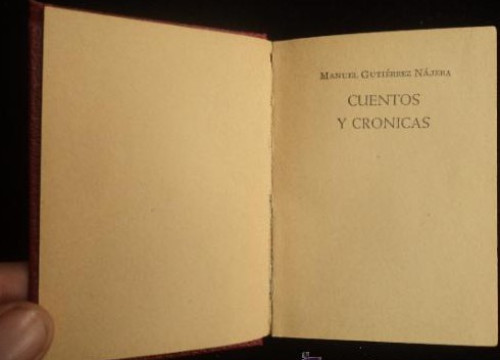 MANUEL GUTIÉRREZ NÁJERA
CUENTOS
Y CRONICAS